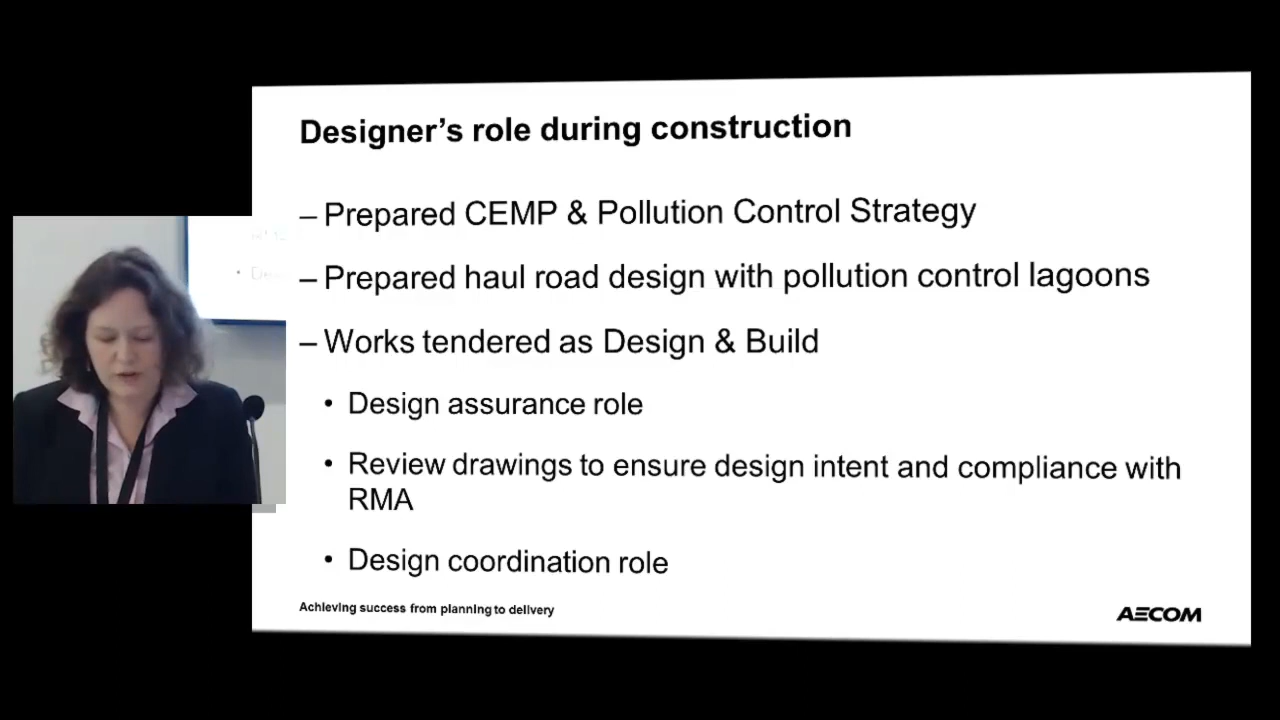 Designer's role during construction
– Prepared CEMP & Pollution Control Strategy
– Prepared haul road design with pollution control lagoons
– Works tendered as Design & Build
• Design assurance role
• Review drawings to ensure design intent and compliance with
RMA
• Design coordination role
Achieving success from planning to delivery
AECOM